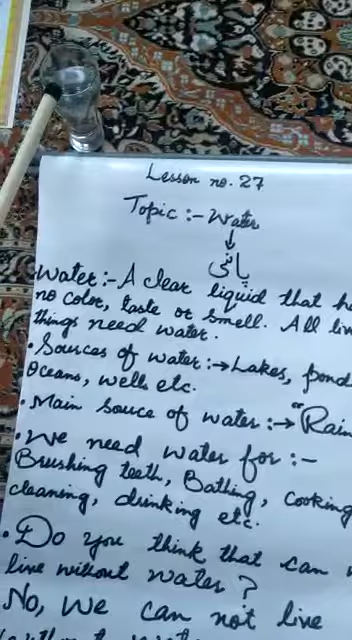 Lesson no. 27
Topic :- Water
پانی
Water:- A clear liquid that
no color, taste or smell. All
things need water.
• Sources of water:→ Lakes,
Oceans, wells etc.
• Main Source of water :→ Rain
• We need water for :-
Brushing teeth, Bathing, cooking
cleaning, drinking etc.
• Do you think that can
live without water ?
No, we can not live